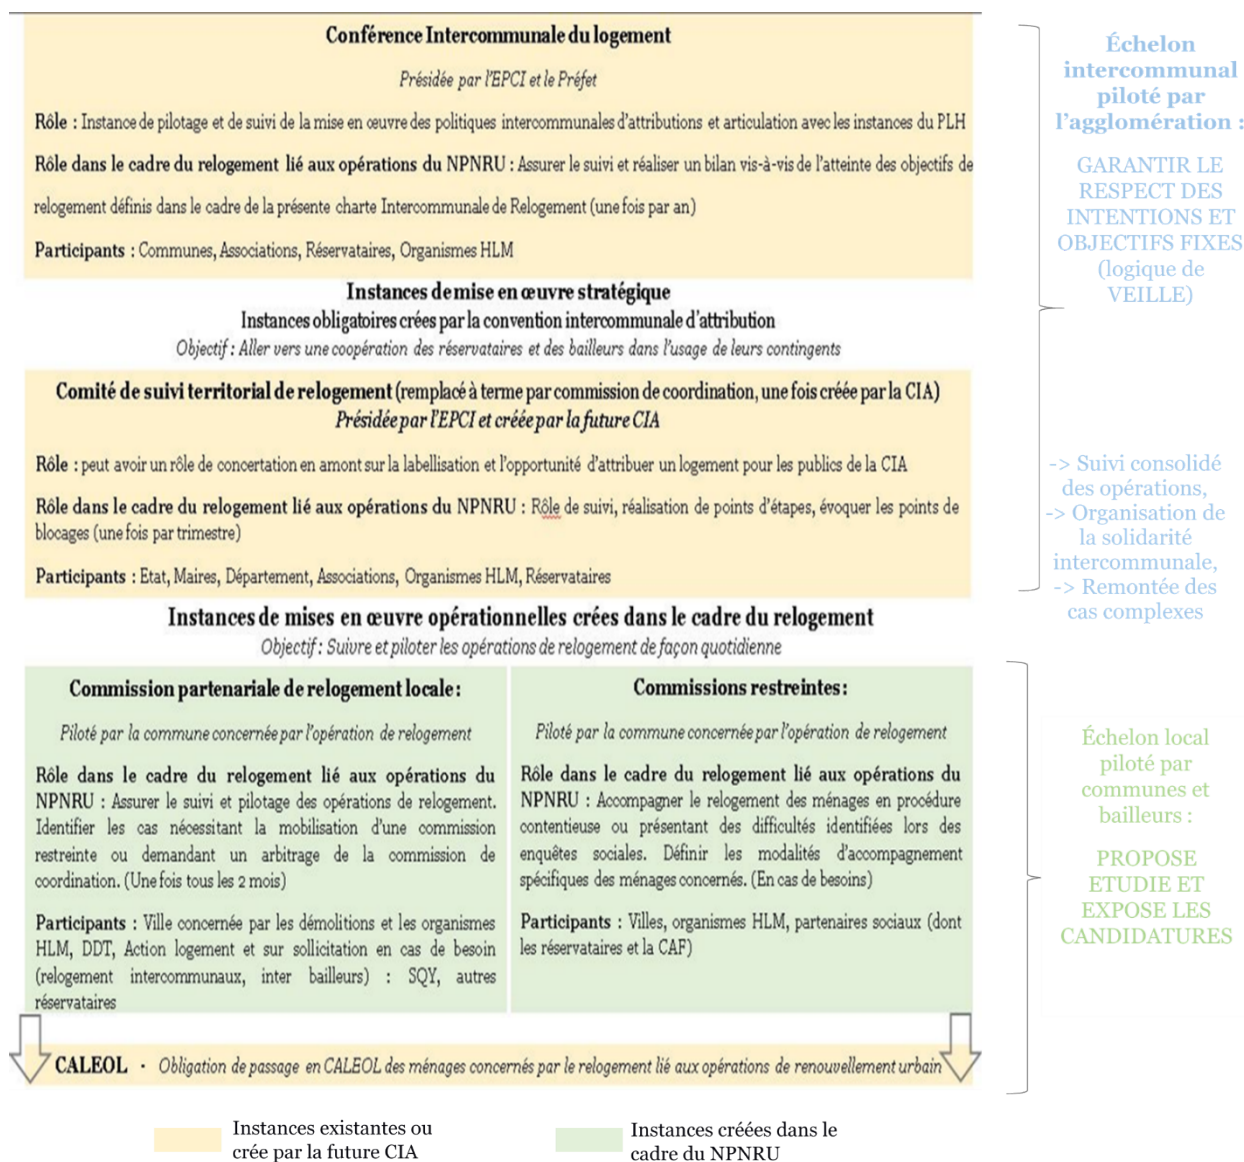 Conférence Intercommunale du logement
Présidée par l'EPCI et le Préfet
Rôle : Instance de pilotage et de suivi de la mise en œuvre des politiques intercommunales d'attributions et articulation avec les instances du PLH
Rôle dans le cadre du relogement lié aux opérations du NPNRU : Assurer le suivi et réaliser un bilan vis-à-vis de l'atteinte des objectifs de
relogement définis dans le cadre de la présente charte Intercommunale de Relogement (une fois par an)
Participants : Communes, Associations, Réservataires, Organismes HLM
Instances de mise en œuvre stratégique
Instances obligatoires crées par la convention intercommunale d'attribution
Objectif : Aller vers une coopération des réservataires et des bailleurs dans l'usage de leurs contingents
Comité de suivi territorial de relogement (remplacé à terme par commission de coordination, une fois créée par la CIA)
Présidée par l'EPCI et créée par la future CIA
Rôle : peut avoir un rôle de concertation en amont sur la labellisation et l'opportunité d'attribuer un logement pour les publics de la CIA
Rôle dans le cadre du relogement lié aux opérations du NPNRU : Rôle de suivi, réalisation de points d'étapes, évoquer les points de
blocages (une fois par trimestre)
Participants : Etat, Maires, Département, Associations, Organismes HLM, Réservataires
Échelon
intercommunal
piloté par
l'agglomération :
GARANTIR LE
RESPECT DES
INTENTIONS ET
OBJECTIFS FIXES
(logique de
VEILLE)
-> Suivi consolidé
des opérations,
-> Organisation de
la solidarité
intercommunale,
-> Remontée des
cas complexes
Instances de mises en œuvre opérationnelles crées dans le cadre du relogement
Objectif : Suivre et piloter les opérations de relogement de façon quotidienne
Commission partenariale de relogement locale :
Piloté par la commune concernée par l'opération de relogement
Rôle dans le cadre du relogement lié aux opérations du
NPNRU : Assurer le suivi et pilotage des opérations de relogement.
Identifier les cas nécessitant la mobilisation d'une commission
restreinte ou demandant un arbitrage de la commission de
coordination. (Une fois tous les 2 mois)
Participants : Ville concernée par les démolitions et les organismes
HLM, DDT, Action logement et sur sollicitation en cas de besoin
(relogement intercommunaux, inter bailleurs) : SQY, autres
réservataires
Commissions restreintes :
Piloté par la commune concernée par l'opération de relogement
Rôle dans le cadre du relogement lié aux opérations du
NPNRU : Accompagner le relogement des ménages en procédure
contentieuse ou présentant des difficultés identifiées lors des
enquêtes sociales. Définir les modalités d'accompagnement
spécifiques des ménages concernés. (En cas de besoins)
Participants : Villes, organismes HLM, partenaires sociaux (dont
les réservataires et la CAF)
Échelon local
piloté par
communes et
bailleurs :
PROPOSE
ETUDIE ET
EXPOSE LES
CANDIDATURES
CALEOL - Obligation de passage en CALEOL des ménages concernés par le relogement lié aux opérations de renouvellement urbain
Instances existantes ou
crée par la future CIA
Instances créées dans le
cadre du NPNRU